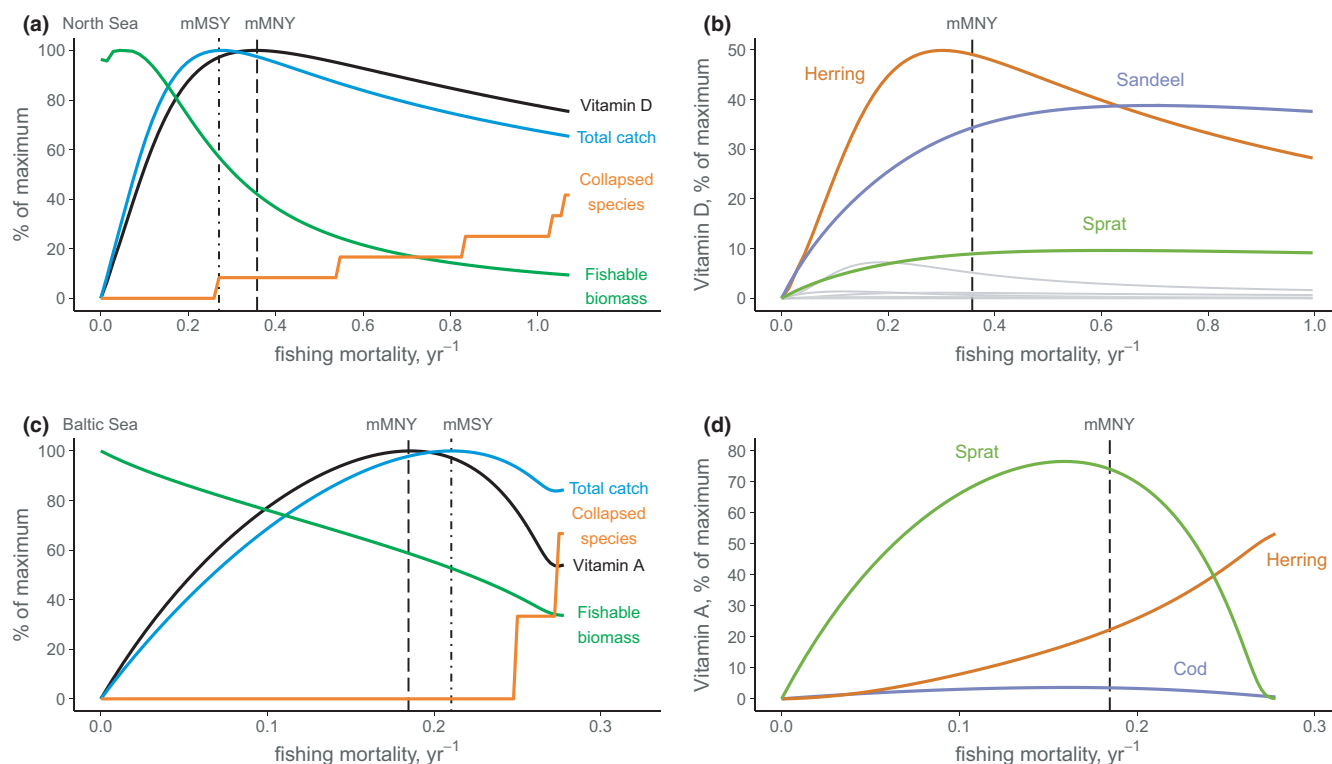 (a) North Sea mMSY mMNY
100
80
60
40
20
0
% of maximum
Vitamin D
Total catch
Collapsed
species
Fishable
biomass
0.0 0.2 0.4 0.6 0.8 1.0
fishing mortality, yr⁻¹
(b) mMNY
50
40
30
20
10
0
Vitamin D, % of maximum
Herring
Sandeel
Sprat
0.0 0.2 0.4 0.6 0.8 1.0
fishing mortality, yr⁻¹
(c) Baltic Sea mMNY mMSY
100
80
60
40
20
0
% of maximum
Total catch
Collapsed
species
Vitamin A
Fishable
biomass
0.0 0.1 0.2 0.3
fishing mortality, yr⁻¹
(d) mMNY
80
70
60
50
40
30
20
10
0
Vitamin A, % of maximum
Sprat
Herring
Cod
0.0 0.1 0.2 0.3
fishing mortality, yr⁻¹